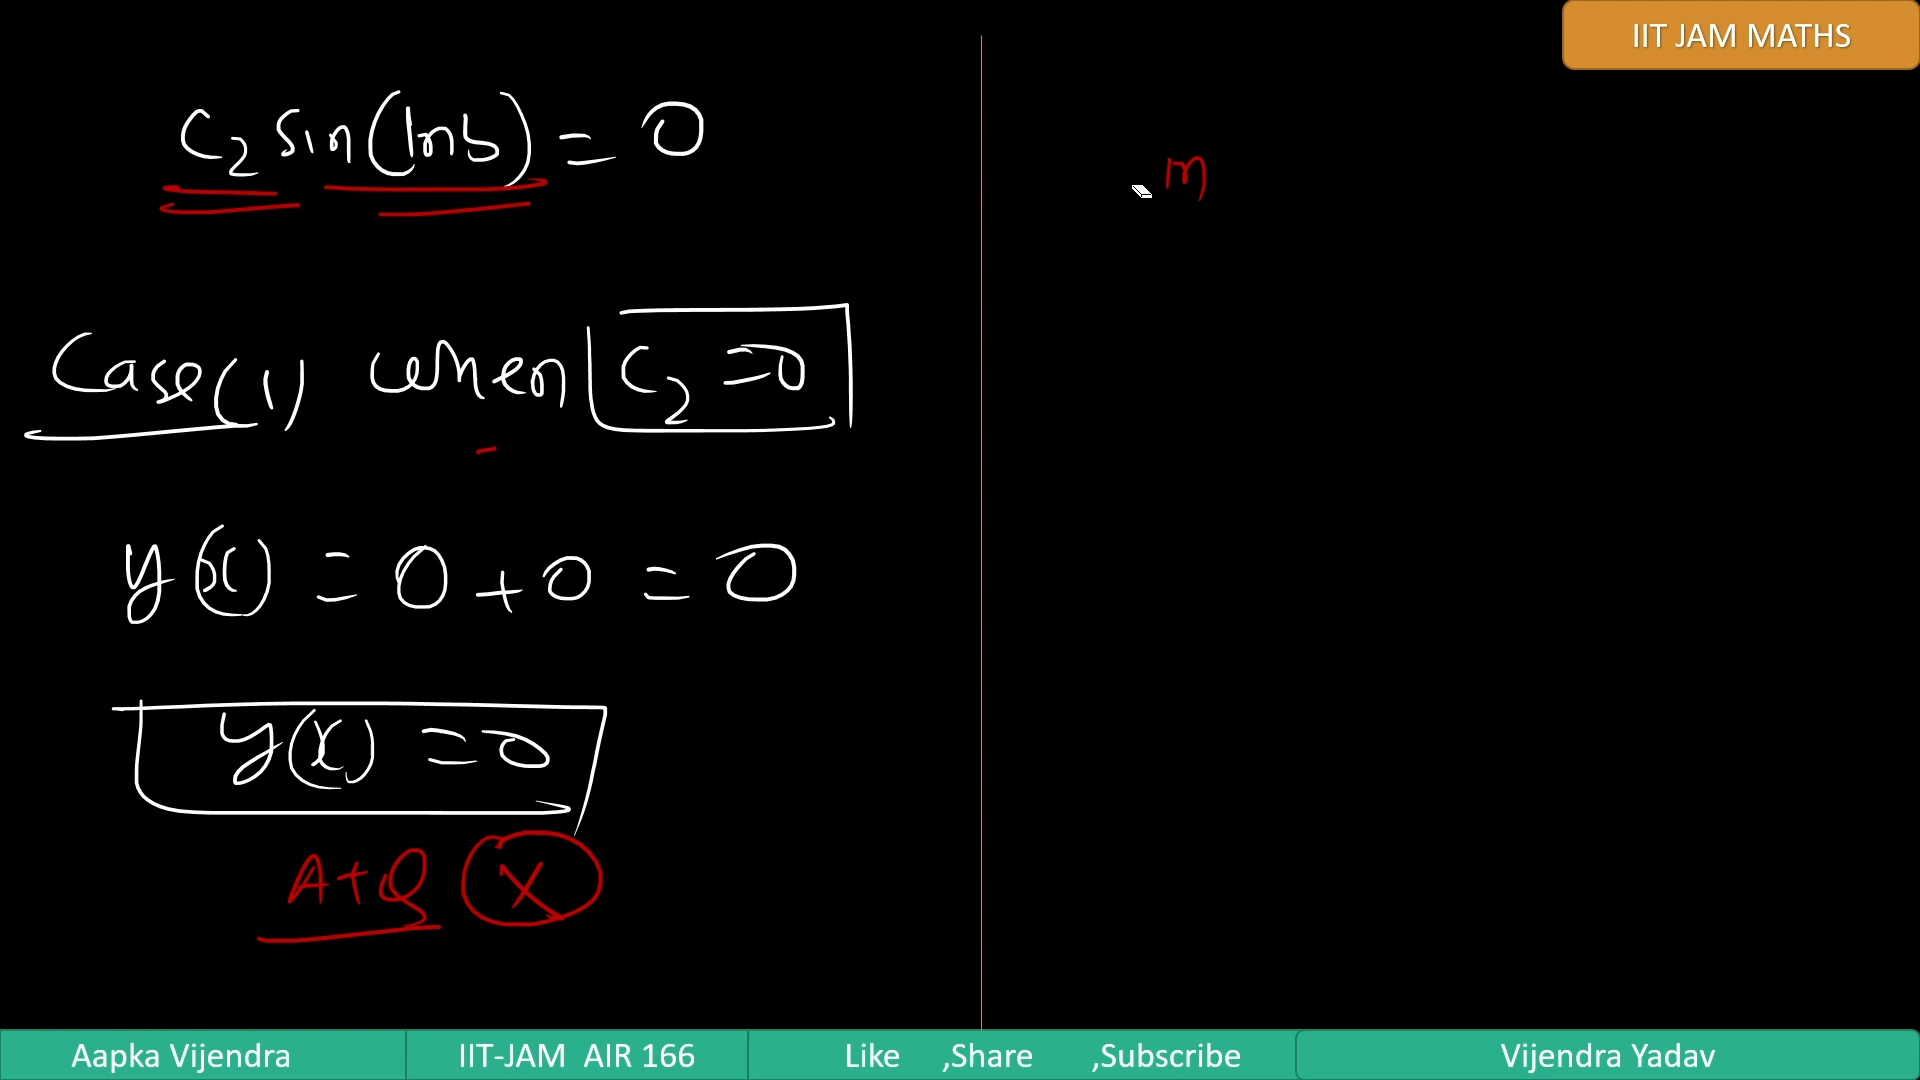 IIT JAM MATHS
C₂ sin(lnb) = 0
Case(1) when C₂ = 0
y(x) = 0 + 0 = 0
y(x) = 0
A+Q X
m
Aapka Vijendra IIT-JAM AIR 166 Like ,Share ,Subscribe Vijendra Yadav